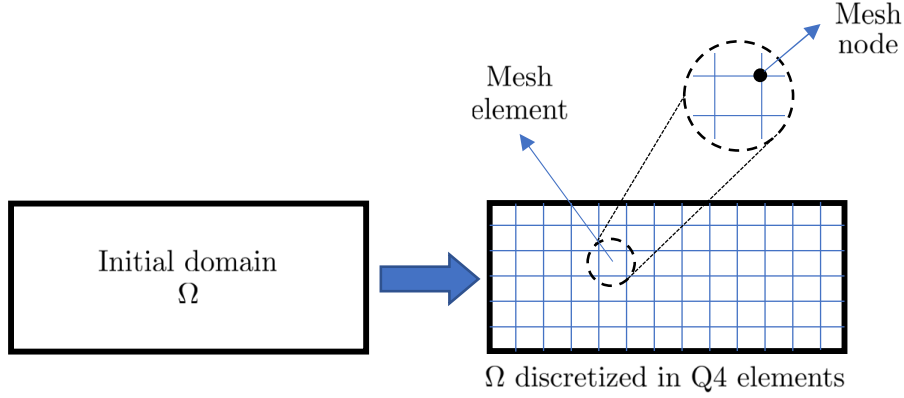 Mesh
node
Mesh
element
Initial domain
Ω
Ω discretized in Q4 elements